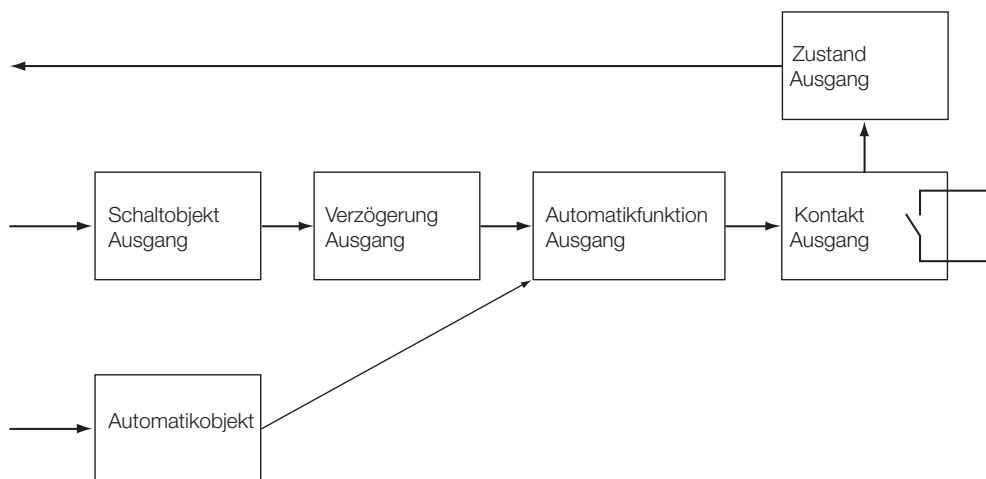 Zustand
Ausgang
Schaltobjekt
Ausgang
Verzögerung
Ausgang
Automatikfunktion
Ausgang
Kontakt
Ausgang
Automatikobjekt